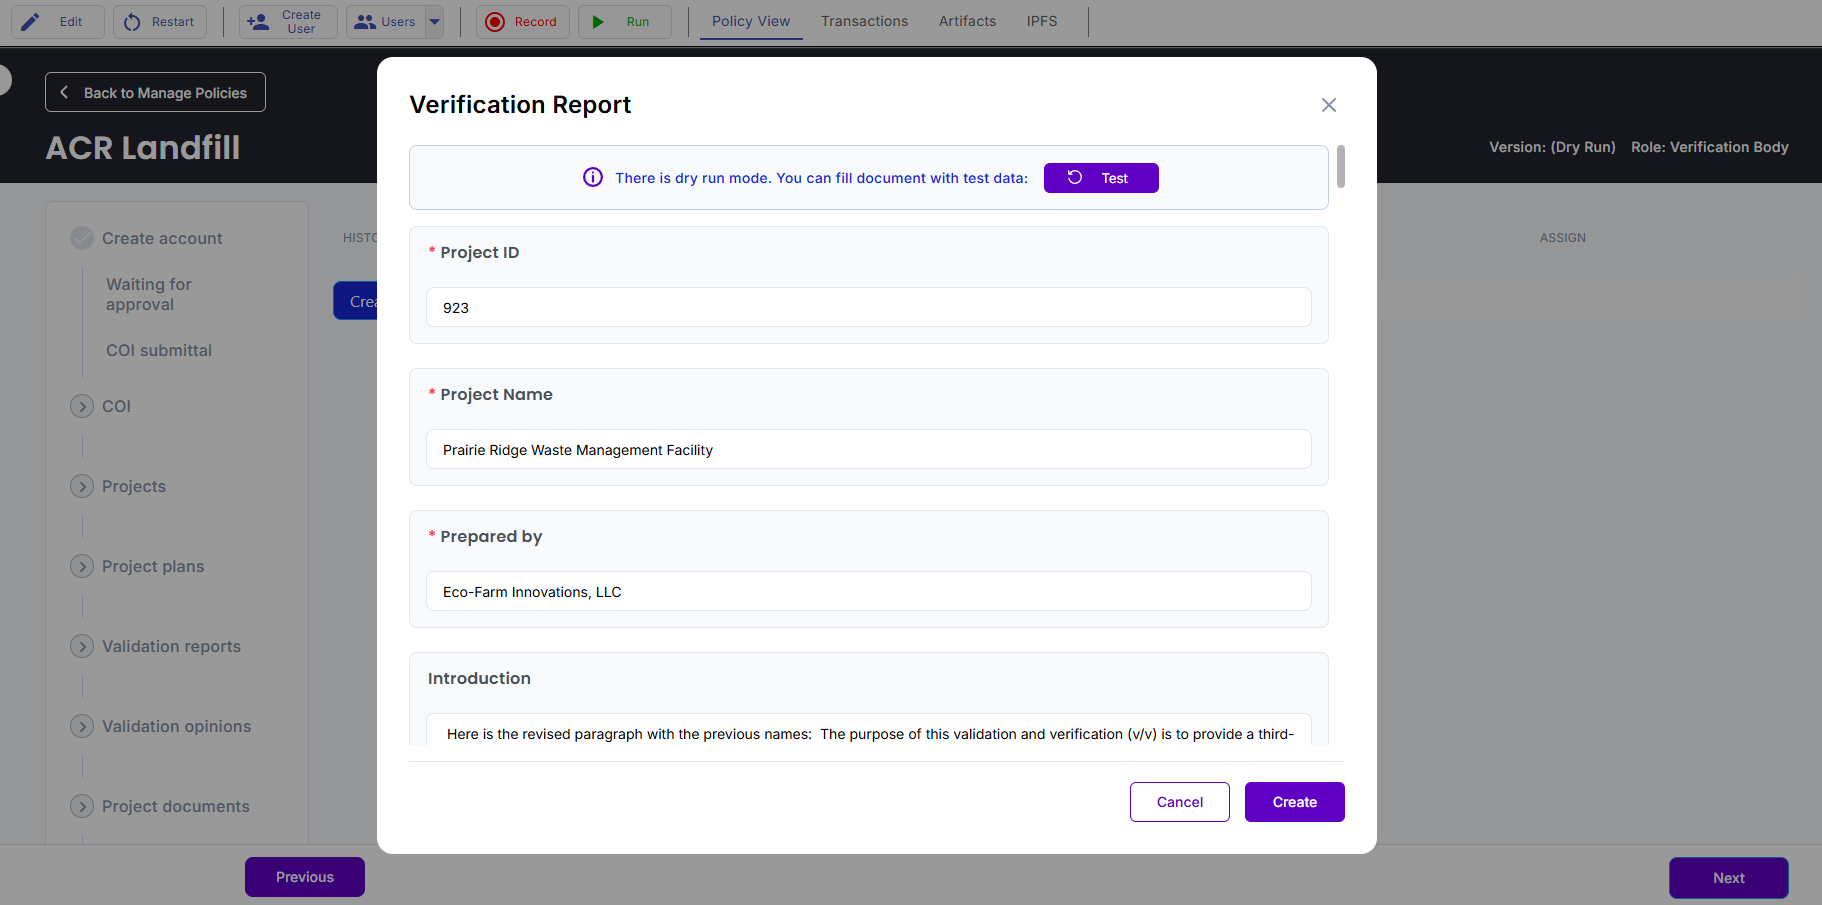 Edit
Restart
Create
User
Users
Record
Run
Policy View
Transactions
Artifacts
IPFS
Back to Manage Policies
ACR Landfill
Version: (Dry Run) Role: Verification Body
Create account
Waiting for
approval
COI submittal
COI
Projects
Project plans
Validation reports
Validation opinions
Project documents
HISTO
Crea
ASSIGN
Verification Report
There is dry run mode. You can fill document with test data:
Test
* Project ID
923
* Project Name
Prairie Ridge Waste Management Facility
* Prepared by
Eco-Farm Innovations, LLC
Introduction
Here is the revised paragraph with the previous names: The purpose of this validation and verification (v/v) is to provide a third-
Cancel
Create
Previous
Next